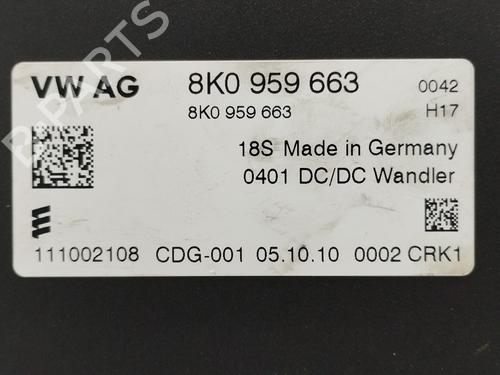 VW AG 8K0 959 663 0042
8K0 959 663 H17
18S Made in Germany
0401 DC/DC Wandler
111002108 CDG-001 05.10.10 0002 CRK1
B-PARTS